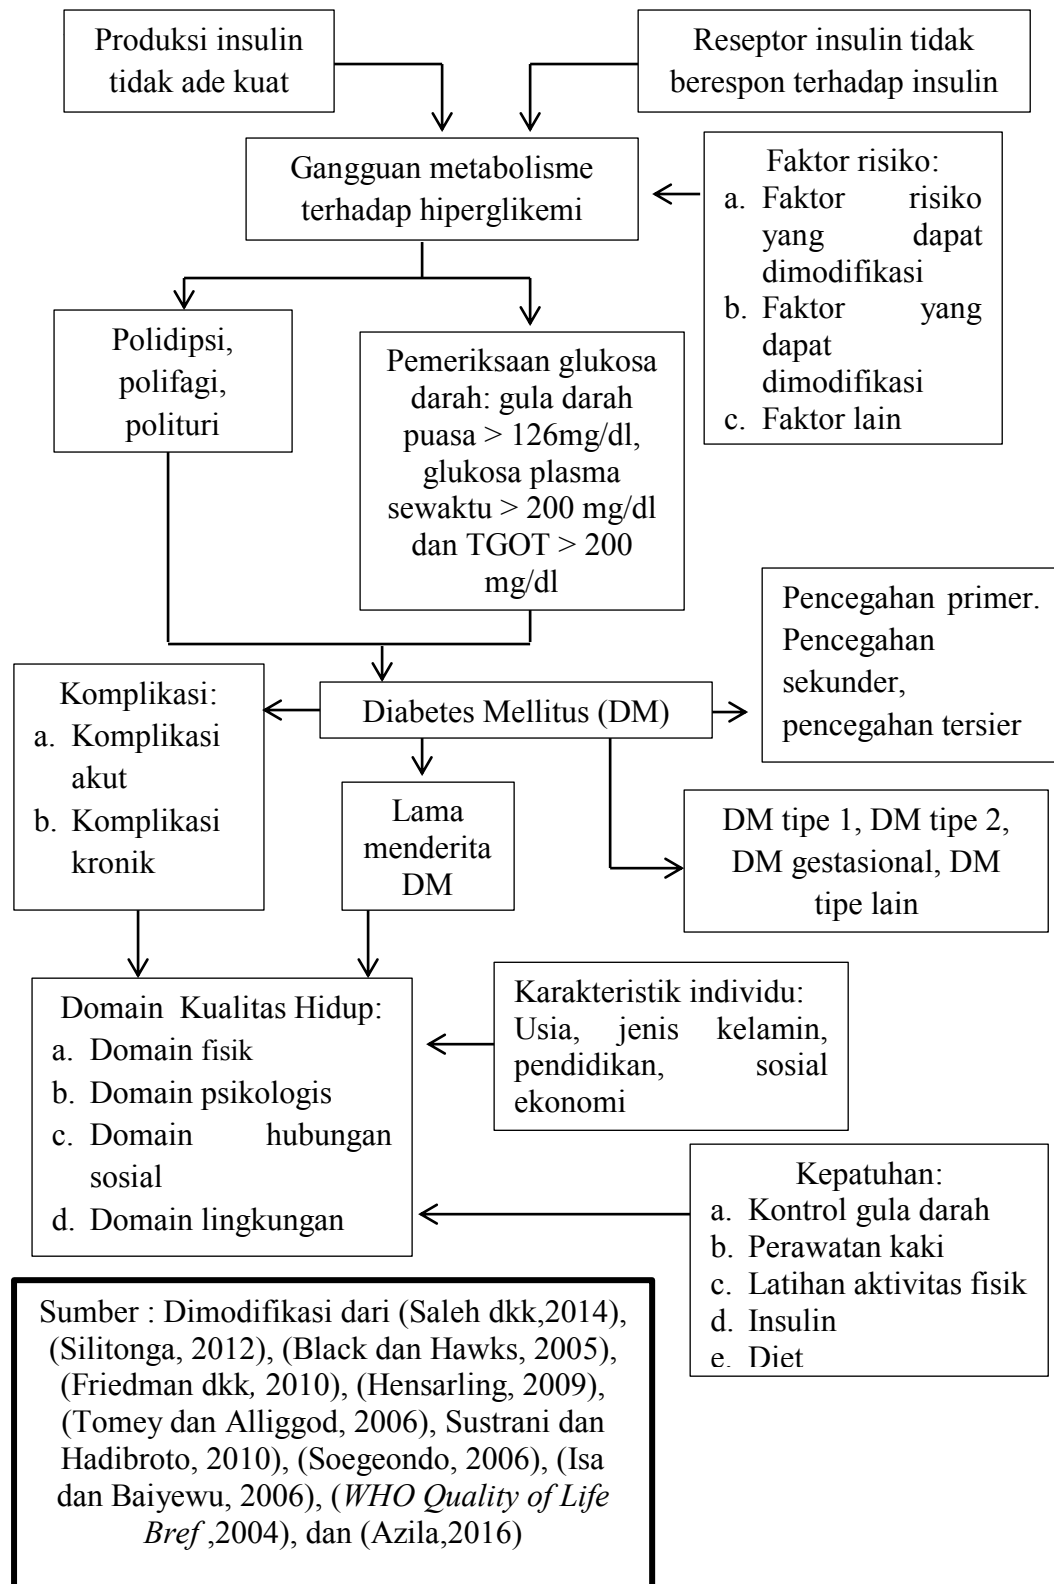 Produksi insulin
tidak ade kuat
Reseptor insulin tidak
berespon terhadap insulin
Gangguan metabolisme
terhadap hiperglikemi
Faktor risiko:
a. Faktor risiko
yang dapat
dimodifikasi
b. Faktor yang
dapat
dimodifikasi
c. Faktor lain
Polidipsi,
polifagi,
polituri
Pemeriksaan glukosa
darah: gula darah
puasa > 126mg/dl,
glukosa plasma
sewaktu > 200 mg/dl
dan TGOT > 200
mg/dl
Pencegahan primer.
Pencegahan
sekunder,
pencegahan tersier
Komplikasi:
a. Komplikasi
akut
b. Komplikasi
kronik
Diabetes Mellitus (DM)
Lama
menderita
DM
DM tipe 1, DM tipe 2,
DM gestasional, DM
tipe lain
Domain Kualitas Hidup:
a. Domain fisik
b. Domain psikologis
c. Domain hubungan
sosial
d. Domain lingkungan
Karakteristik individu:
Usia, jenis kelamin,
pendidikan, sosial
ekonomi
Kepatuhan:
a. Kontrol gula darah
b. Perawatan kaki
c. Latihan aktivitas fisik
d. Insulin
e. Diet
Sumber : Dimodifikasi dari (Saleh dkk,2014),
(Silitonga, 2012), (Black dan Hawks, 2005),
(Friedman dkk, 2010), (Hensarling, 2009),
(Tomey dan Alliggod, 2006), Sustrani dan
Hadibroto, 2010), (Soegeondo, 2006), (Isa
dan Baiyewu, 2006), (WHO Quality of Life
Bref ,2004), dan (Azila,2016)